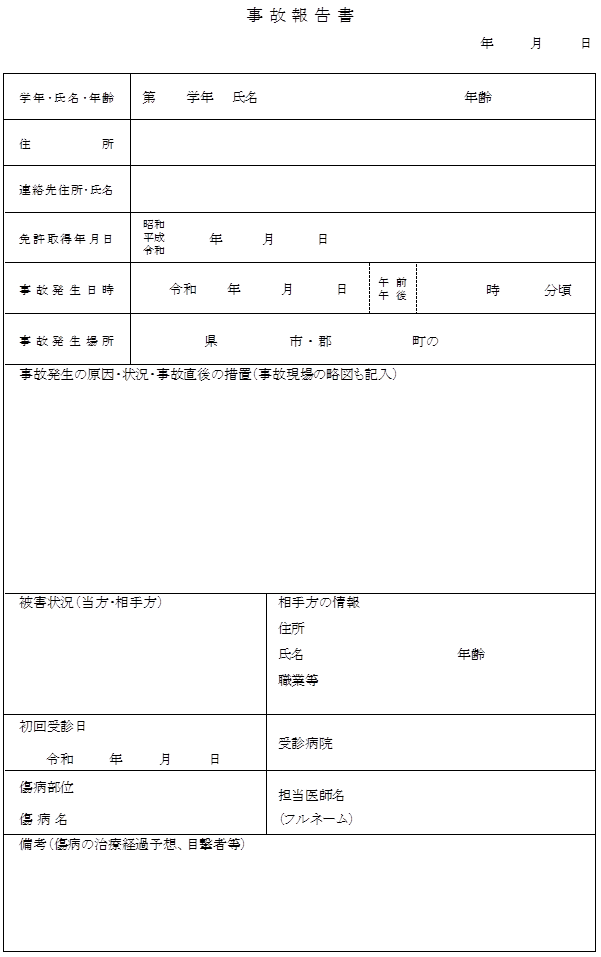 事故報告書
年 月 日
学年・氏名・年齢 第 学年 氏名 年齢
住 所
連絡先住所・氏名
免許取得年月日 昭和 平成 令和 年 月 日
事故発生日時 令和 年 月 日 午前 午後 時 分頃
事故発生場所 県 市・郡 町の
事故発生の原因・状況・事故直後の措置（事故現場の略図も記入）
被害状況（当方・相手方）
相手方の情報
住所
氏名 年齢
職業等
初回受診日
令和 年 月 日
受診病院
傷病部位
傷病名
担当医師名
（フルネーム）
備考（傷病の治療経過予想、目撃者等）